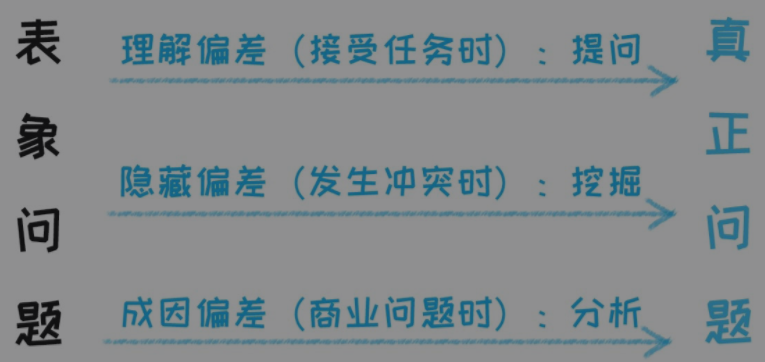 表象问题
理解偏差（接受任务时）：提问
隐藏偏差（发生冲突时）：挖掘
成因偏差（商业问题时）：分析
真正问题